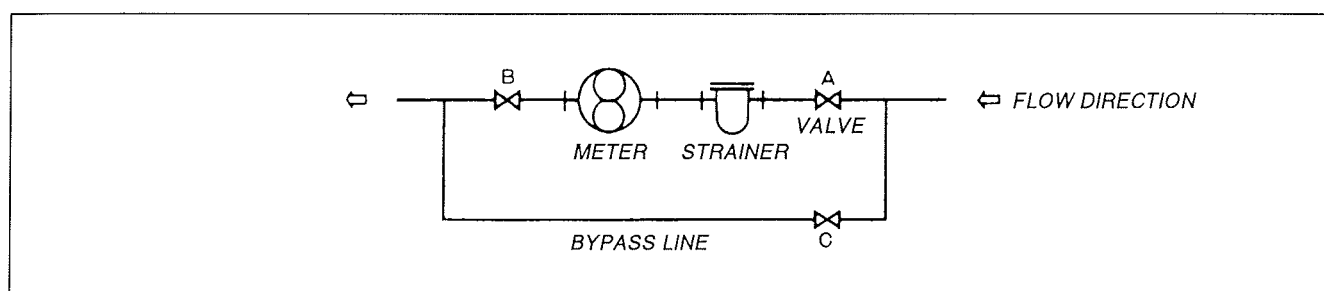 B
A
FLOW DIRECTION
VALVE
METER
STRAINER
BYPASS LINE
C